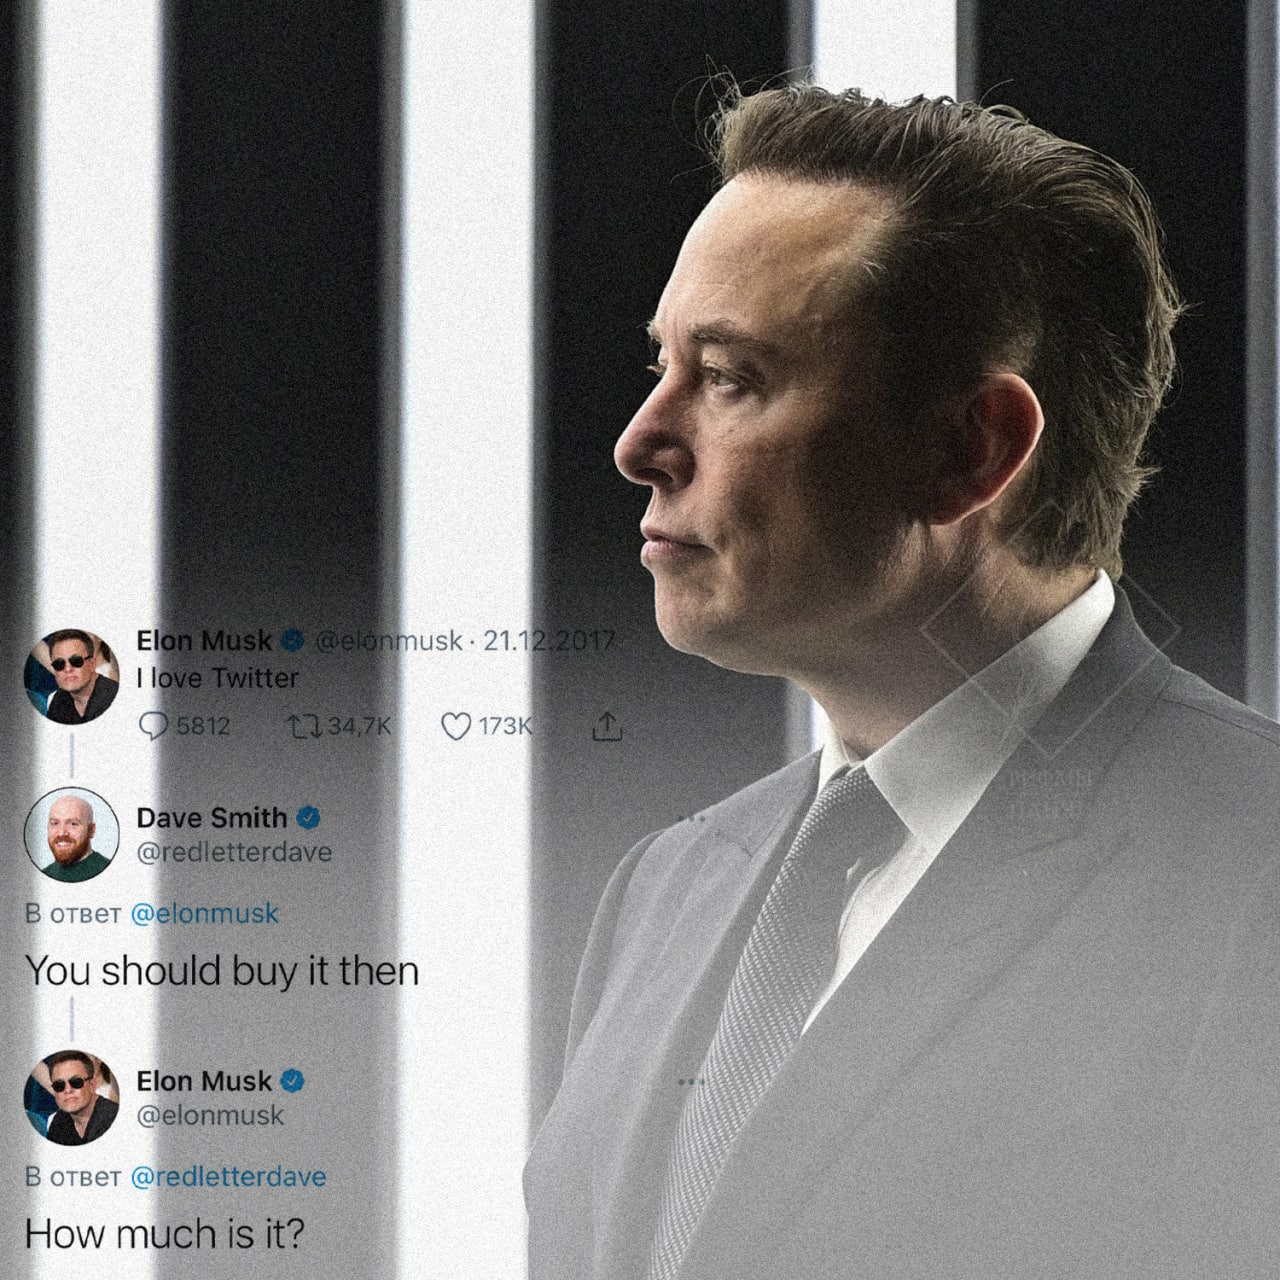 Elon Musk @elonmusk · 21.12.2017
I love Twitter
5812 34,7K 173K
Dave Smith
@redletterdave
В ответ @elonmusk
You should buy it then
Elon Musk
@elonmusk
В ответ @redletterdave
How much is it?